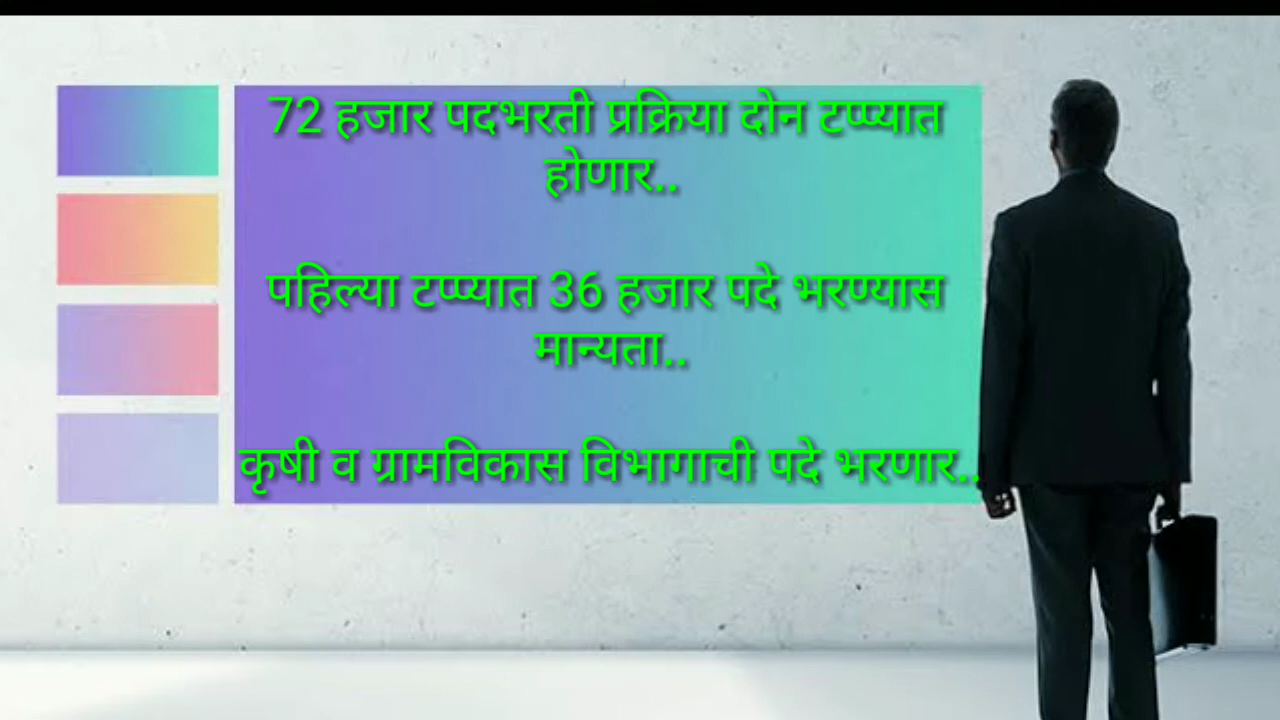 72 हजार पदभरती प्रक्रिया दोन टप्प्यात
होणार..
पहिल्या टप्प्यात 36 हजार पदे भरण्यास
मान्यता..
कृषी व ग्रामविकास विभागाची पदे भरणार..